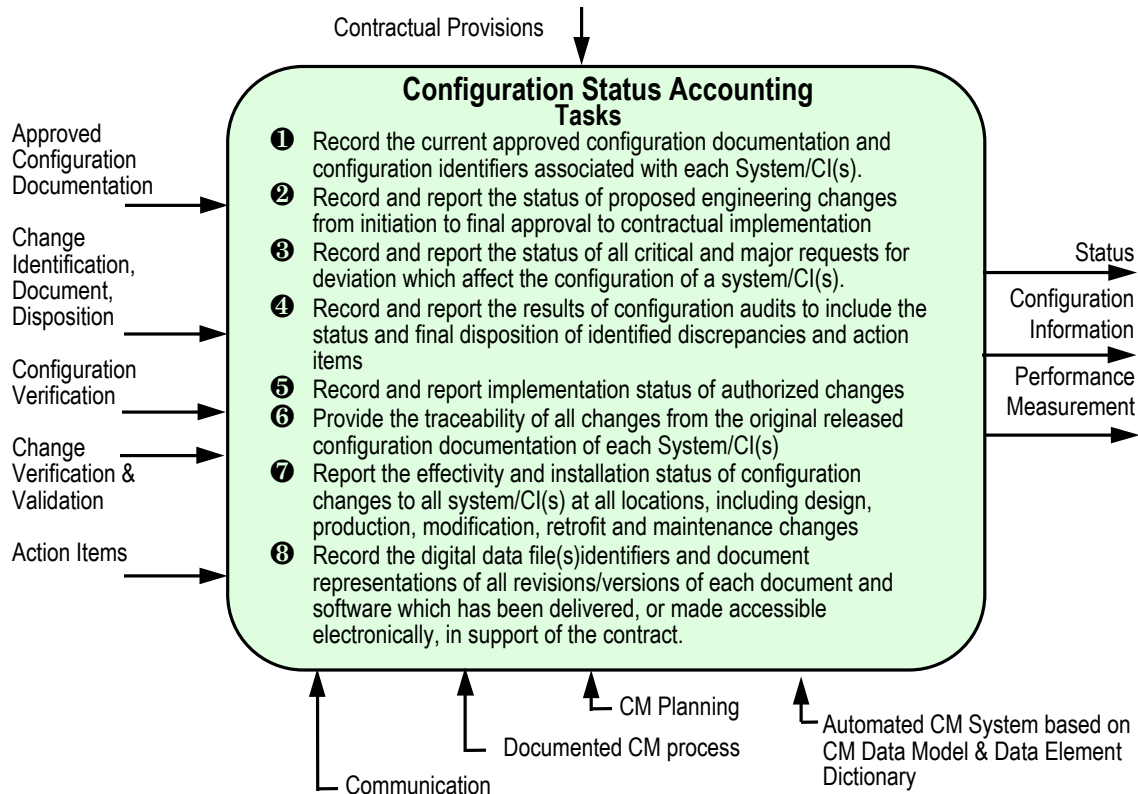 Contractual Provisions
Configuration Status Accounting
Tasks
Approved
Configuration
Documentation
Change
Identification,
Document,
Disposition
Configuration
Verification
Change
Verification &
Validation
Action Items
❶ Record the current approved configuration documentation and
configuration identifiers associated with each System/CI(s).
❷ Record and report the status of proposed engineering changes
from initiation to final approval to contractual implementation
❸ Record and report the status of all critical and major requests for
deviation which affect the configuration of a system/CI(s).
❹ Record and report the results of configuration audits to include the
status and final disposition of identified discrepancies and action
items
❺ Record and report implementation status of authorized changes
❻ Provide the traceability of all changes from the original released
configuration documentation of each System/CI(s)
❼ Report the effectivity and installation status of configuration
changes to all system/CI(s) at all locations, including design,
production, modification, retrofit and maintenance changes
❽ Record the digital data file(s)identifiers and document
representations of all revisions/versions of each document and
software which has been delivered, or made accessible
electronically, in support of the contract.
Status
Configuration
Information
Performance
Measurement
CM Planning
Documented CM process
Communication
Automated CM System based on
CM Data Model & Data Element
Dictionary